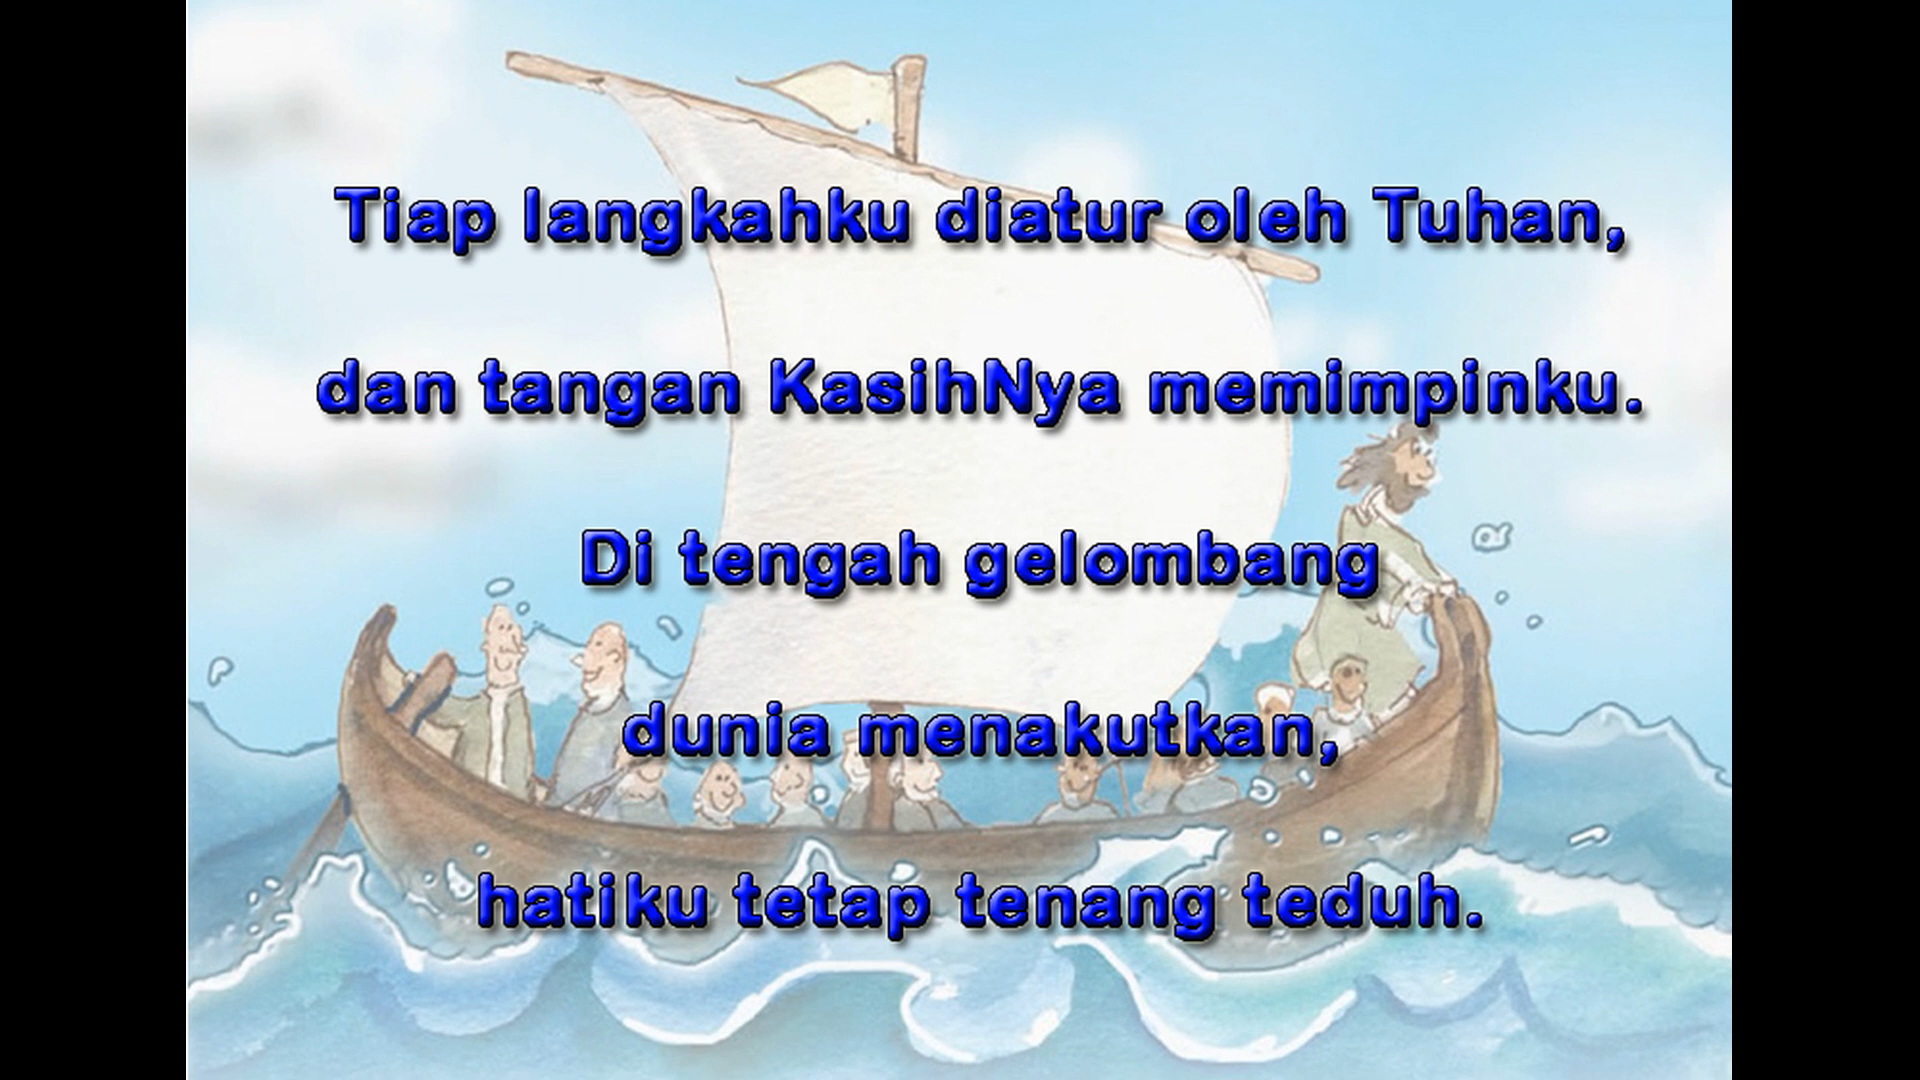 Tiap langkahku diatur oleh Tuhan,
dan tangan KasihNya memimpinku.
Di tengah gelombang
dunia menakutkan,
hatiku tetap tenang teduh.